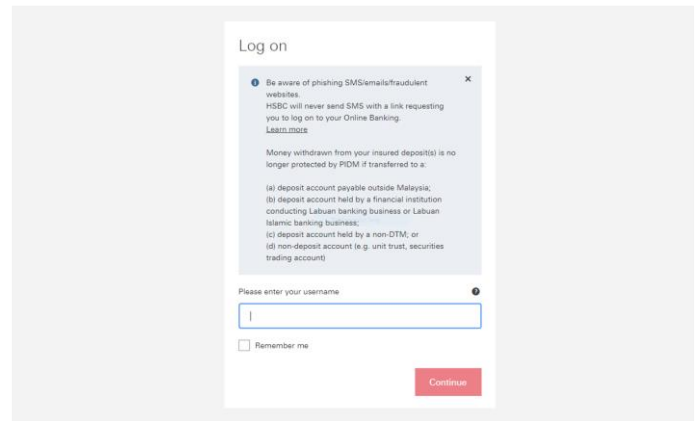 Log on
Be aware of phishing SMS/emails/fraudulent
websites.
HSBC will never send SMS with a link requesting
you to log on to your Online Banking.
Learn more
Money withdrawn from your insured deposit(s) is no
longer protected by PIDM if transferred to a:
(a) deposit account payable outside Malaysia;
(b) deposit account held by a financial institution
conducting Labuan banking business or Labuan
Islamic banking business;
(c) deposit account held by a non-DTM; or
(d) non-deposit account (e.g. unit trust, securities
trading account)
Please enter your username
Remember me
Continue